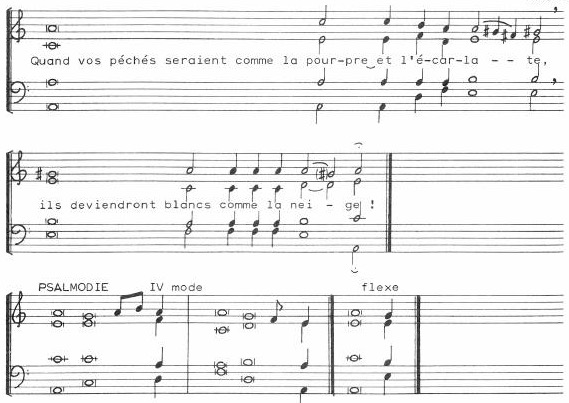 Quand vos péchés seraient comme la pour-pre et l'é-car-la - - te,
ils deviendront blancs comme la nei - ge !
PSALMODIE IV mode flexe